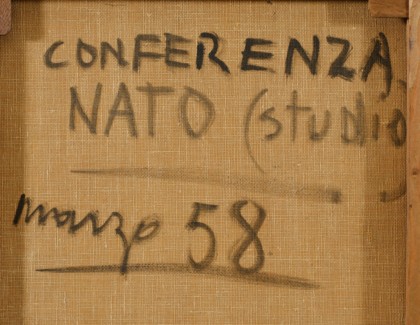 CONFERENZA
NATO (studio)
marzo 58